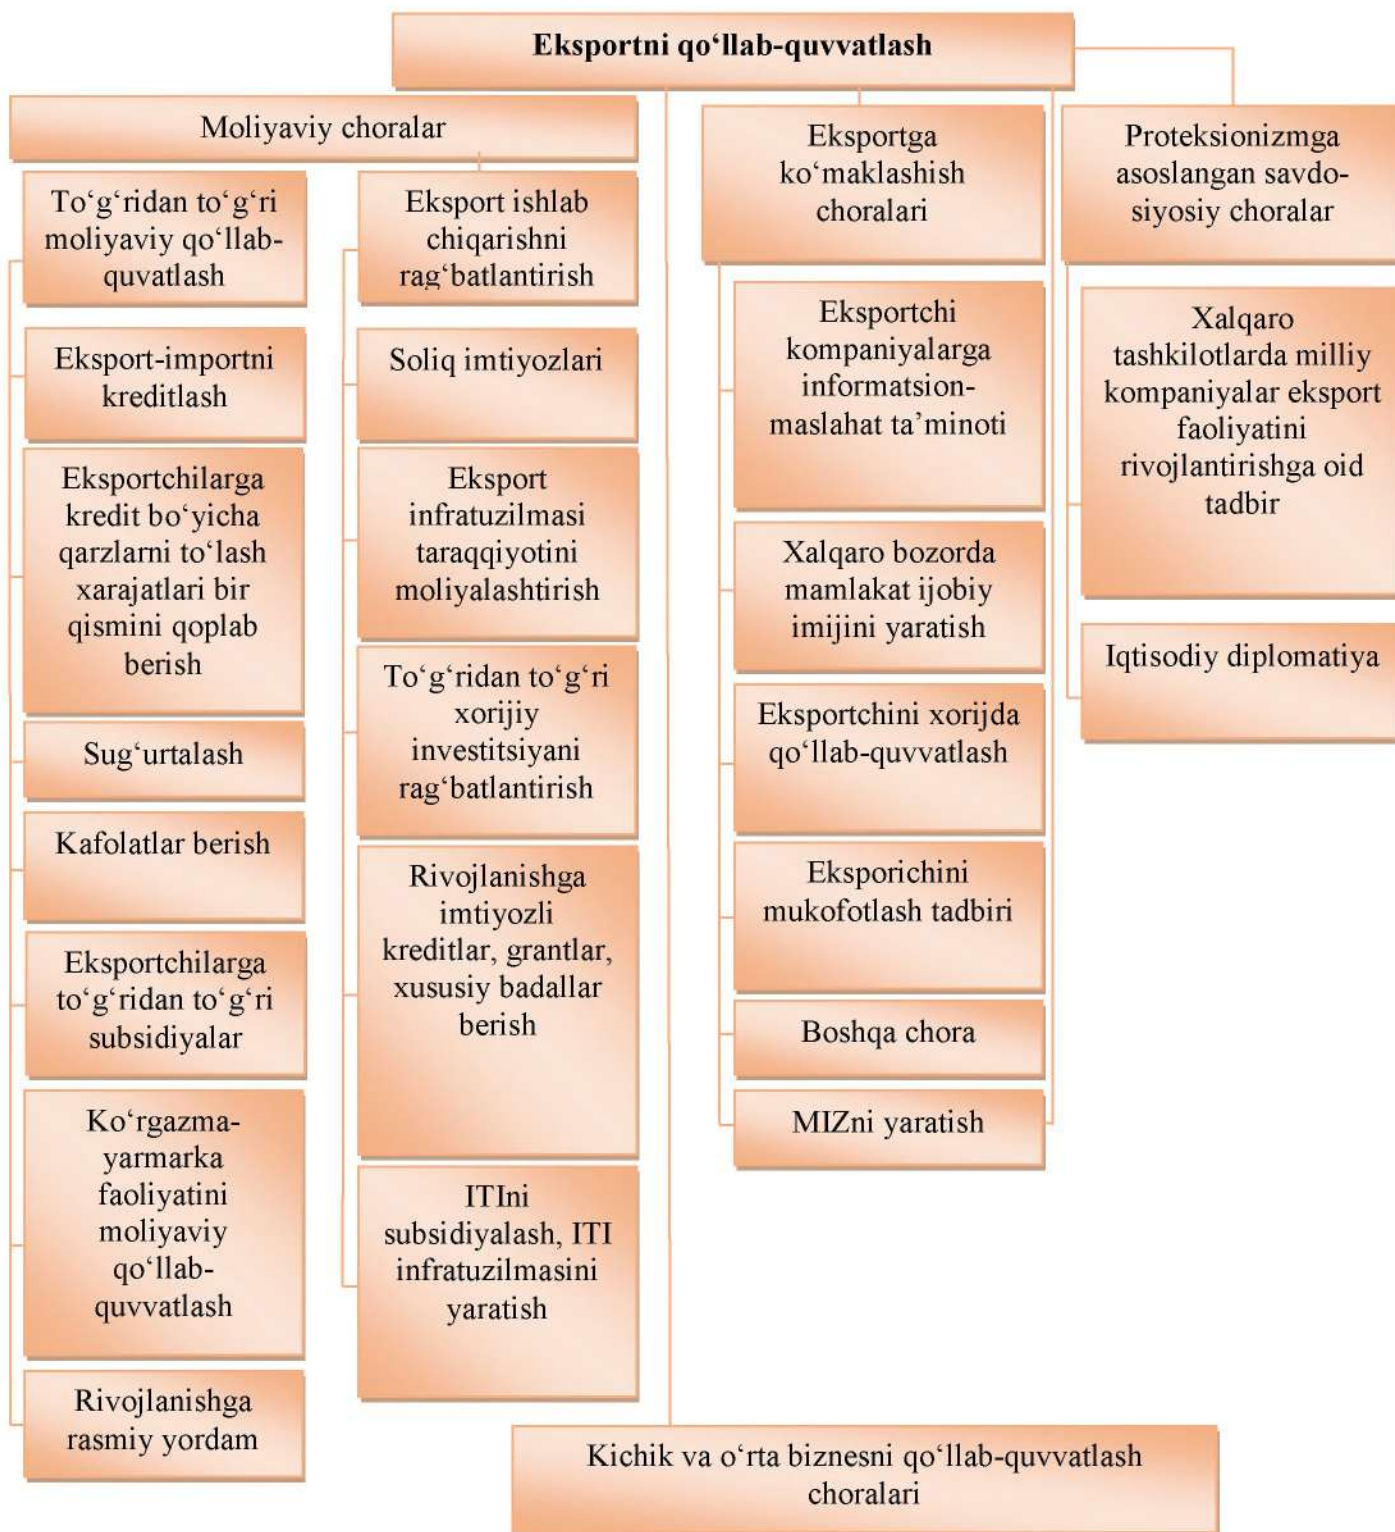 Eksportni qo‘llab-quvvatlash
Moliyaviy choralar
To‘g‘ridan to‘g‘ri
moliyaviy qo‘llab-
quvatlash
Eksport-importni
kreditlash
Eksportchilarga
kredit bo‘yicha
qarzlarni to‘lash
xarajatlari bir
qismini qoplab
berish
Sug‘urtalash
Kafolatlar berish
Eksportchilarga
to‘g‘ridan to‘g‘ri
subsidiyalar
Ko‘rgazma-
yarmarka
faoliyatini
moliyaviy
qo‘llab-
quvvatlash
Rivojlanishga
rasmiy yordam
Eksport ishlab
chiqarishni
rag‘batlantirish
Soliq imtiyozlari
Eksport
infratuzilmasi
taraqqiyotini
moliyalashtirish
To‘g‘ridan to‘g‘ri
xorijiy
investitsiyani
rag‘batlantirish
Rivojlanishga
imtiyozli
kreditlar, grantlar,
xususiy badallar
berish
ITIni
subsidiyalash, ITI
infratuzilmasini
yaratish
Eksportga
ko‘maklashish
choralari
Eksportchi
kompaniyalarga
informatsion-
maslahat ta’minoti
Xalqaro bozorda
mamlakat ijobiy
imijini yaratish
Eksportchini xorijda
qo‘llab-quvvatlash
Eksporichini
mukofotlash tadbiri
Boshqa chora
MIZni yaratish
Proteksionizmga
asoslangan savdo-
siyosiy choralar
Xalqaro
tashkilotlarda milliy
kompaniyalar eksport
faoliyatini
rivojlantirishga oid
tadbir
Iqtisodiy diplomatiya
Kichik va o‘rta biznesni qo‘llab-quvvatlash
choralari